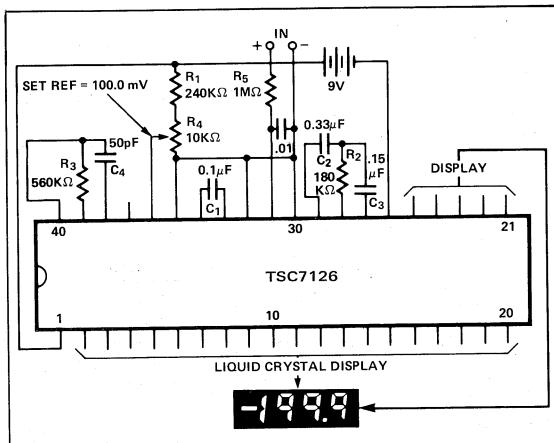 IN
+ −
SET REF = 100.0 mV
R1
240KΩ
R5
1MΩ
9V
R4
10KΩ
50pF
C4
R3
560KΩ
0.1µF
C1
.01
0.33µF
C2
R2
180
KΩ
.15
µF
C3
DISPLAY
40
30
21
TSC7126
1
10
20
LIQUID CRYSTAL DISPLAY
-199.9